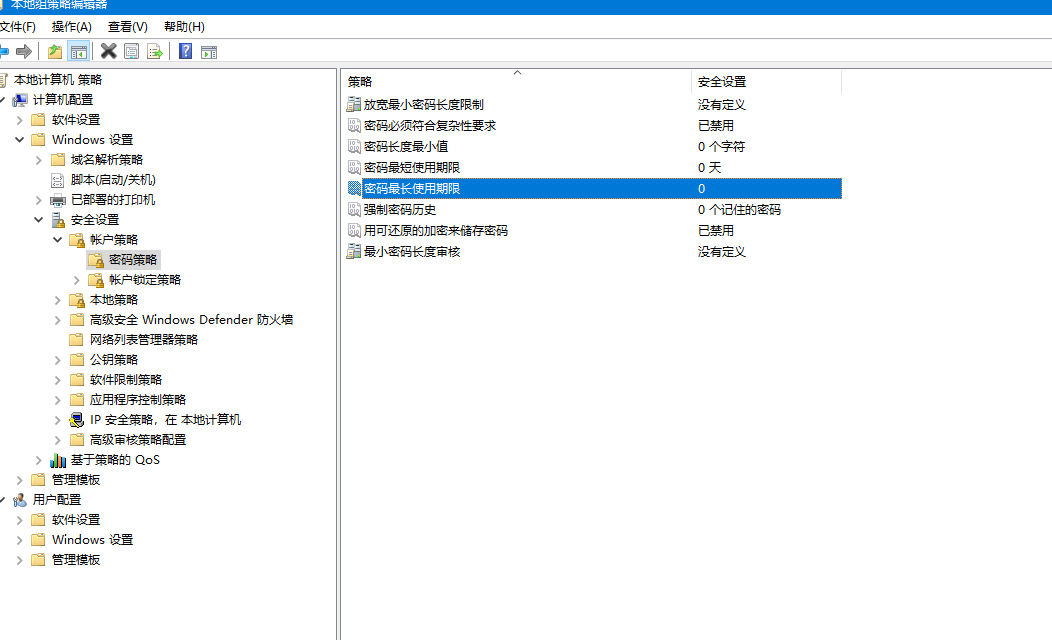 本地组策略编辑器
文件(F) 操作(A) 查看(V) 帮助(H)
本地计算机 策略
计算机配置
软件设置
Windows 设置
域名解析策略
脚本(启动/关机)
已部署的打印机
安全设置
帐户策略
密码策略
帐户锁定策略
本地策略
高级安全 Windows Defender 防火墙
网络列表管理器策略
公钥策略
软件限制策略
应用程序控制策略
IP 安全策略，在 本地计算机
高级审核策略配置
基于策略的 QoS
管理模板
用户配置
软件设置
Windows 设置
管理模板
策略 安全设置
放宽最小密码长度限制 没有定义
密码必须符合复杂性要求 已禁用
密码长度最小值 0 个字符
密码最短使用期限 0 天
密码最长使用期限 0
强制密码历史 0 个记住的密码
用可还原的加密来储存密码 已禁用
最小密码长度审核 没有定义